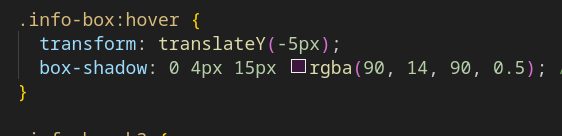 .info-box:hover {
transform: translateY(-5px);
box-shadow: 0 4px 15px rgba(90, 14, 90, 0.5); /
}